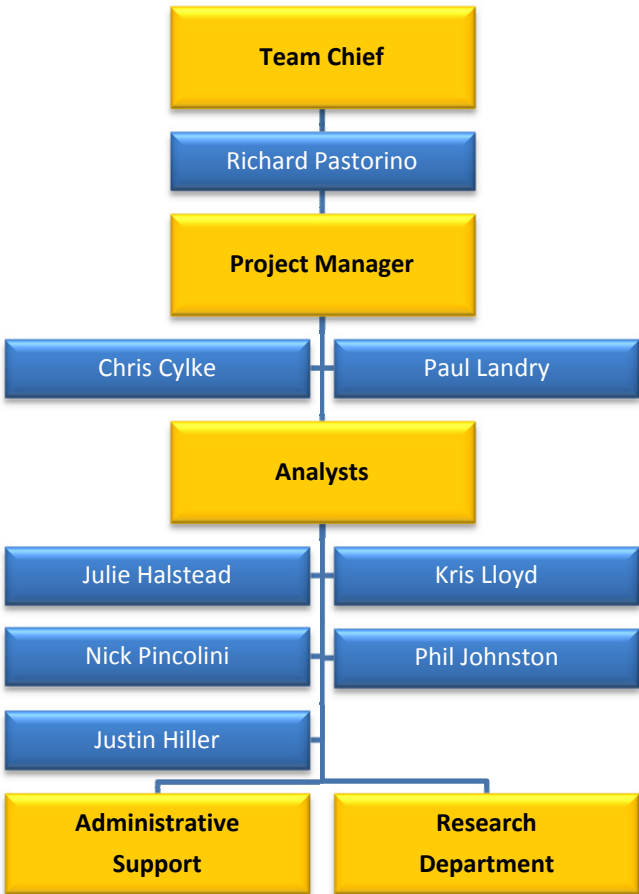 Team Chief
Richard Pastorino
Project Manager
Chris Cylke
Paul Landry
Analysts
Julie Halstead
Kris Lloyd
Nick Pincolini
Phil Johnston
Justin Hiller
Administrative
Support
Research
Department